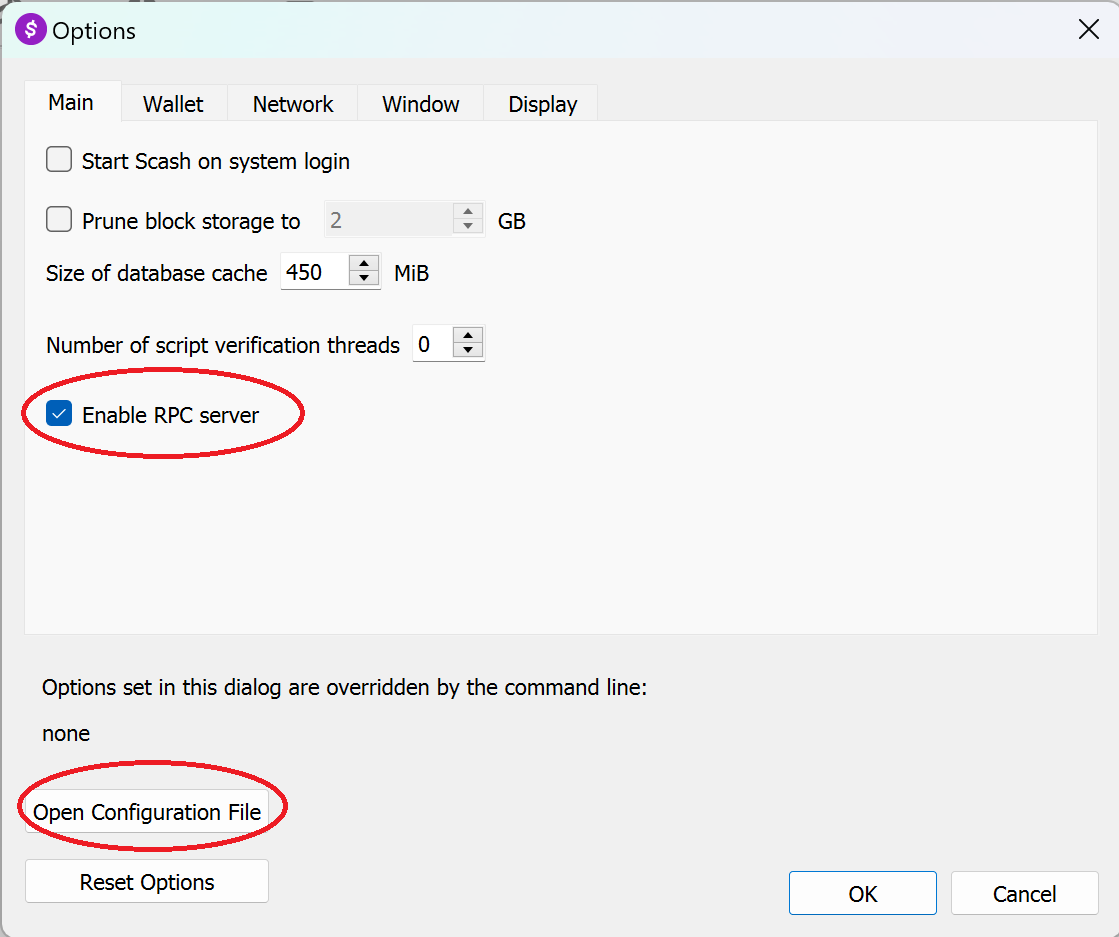 $ Options
Main Wallet Network Window Display
Start Scash on system login
Prune block storage to 2 GB
Size of database cache 450 MiB
Number of script verification threads 0
Enable RPC server
Options set in this dialog are overridden by the command line:
none
Open Configuration File
Reset Options
OK Cancel